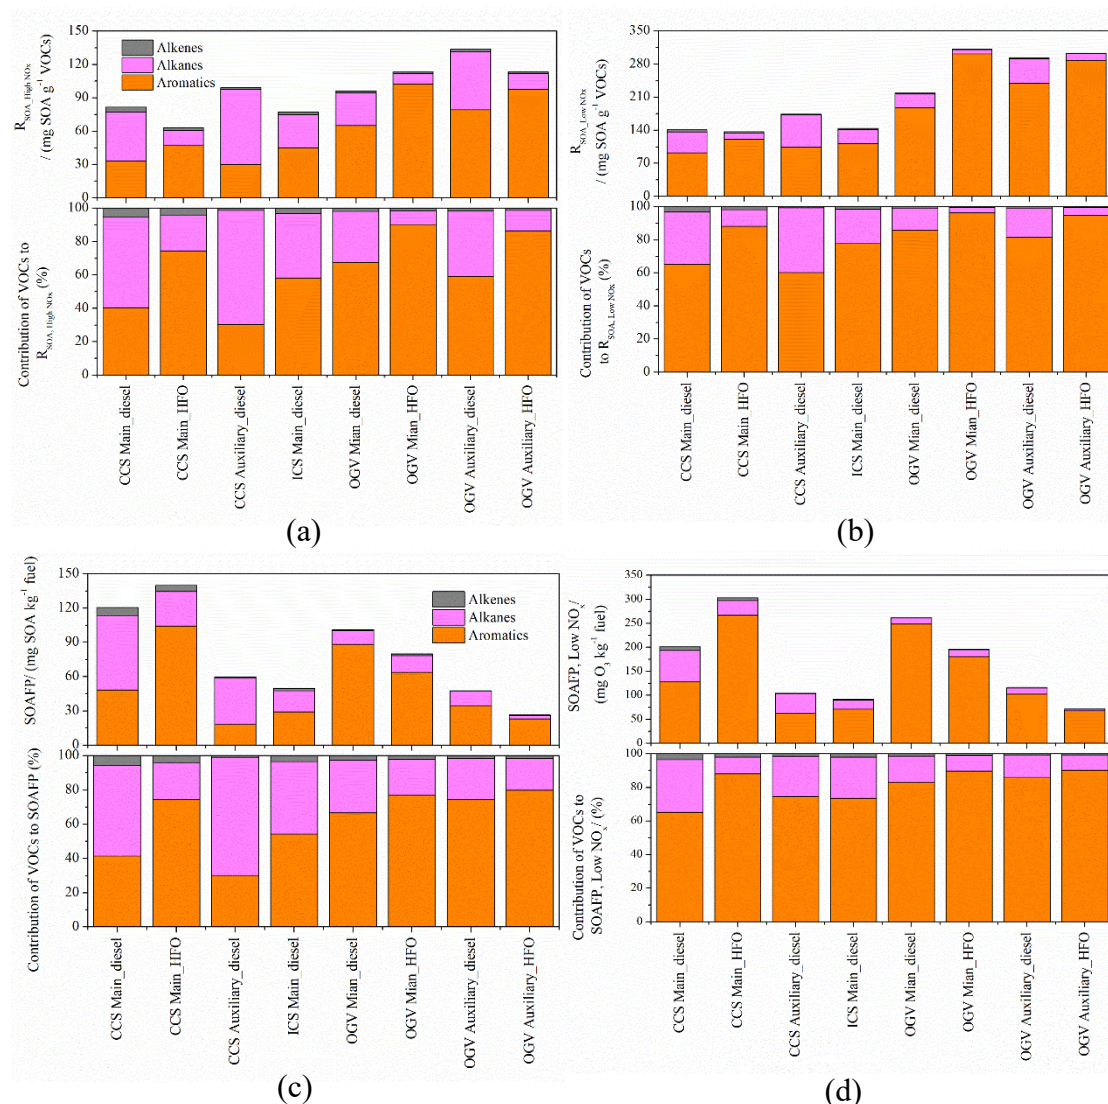 150
120
90
60
30
0
R_SOA_High NOx
/ (mg SOA g⁻¹ VOCs)
Alkenes
Alkanes
Aromatics
100
80
60
40
20
0
Contribution of VOCs to
R_SOA, High NOx (%)
CCS Main_diesel
CCS Main_HFO
CCS Auxiliary_diesel
ICS Main_diesel
OGV Mian_diesel
OGV Mian_HFO
OGV Auxiliary_diesel
OGV Auxiliary_HFO
(a)
350
280
210
140
70
0
R_SOA_Low NOx
/ (mg SOA g⁻¹ VOCs)
100
80
60
40
20
0
Contribution of VOCs
to R_SOA, Low NOx (%)
CCS Main_diesel
CCS Main_HFO
CCS Auxiliary_diesel
ICS Main_diesel
OGV Mian_diesel
OGV Mian_HFO
OGV Auxiliary_diesel
OGV Auxiliary_HFO
(b)
150
120
90
60
30
0
SOAFP/ (mg SOA kg⁻¹ fuel)
Alkenes
Alkanes
Aromatics
100
80
60
40
20
0
Contribution of VOCs to SOAFP (%)
CCS Main_diesel
CCS Main_HFO
CCS Auxiliary_diesel
ICS Main_diesel
OGV Mian_diesel
OGV Mian_HFO
OGV Auxiliary_diesel
OGV Auxiliary_HFO
(c)
350
300
250
200
150
100
50
0
SOAFP, Low NOₓ/
(mg O₃ kg⁻¹ fuel)
100
80
60
40
20
0
Contribution of VOCs to
SOAFP, Low NOₓ/ (%)
CCS Main_diesel
CCS Main_HFO
CCS Auxiliary_diesel
ICS Main_diesel
OGV Mian_diesel
OGV Mian_HFO
OGV Auxiliary_diesel
OGV Auxiliary_HFO
(d)